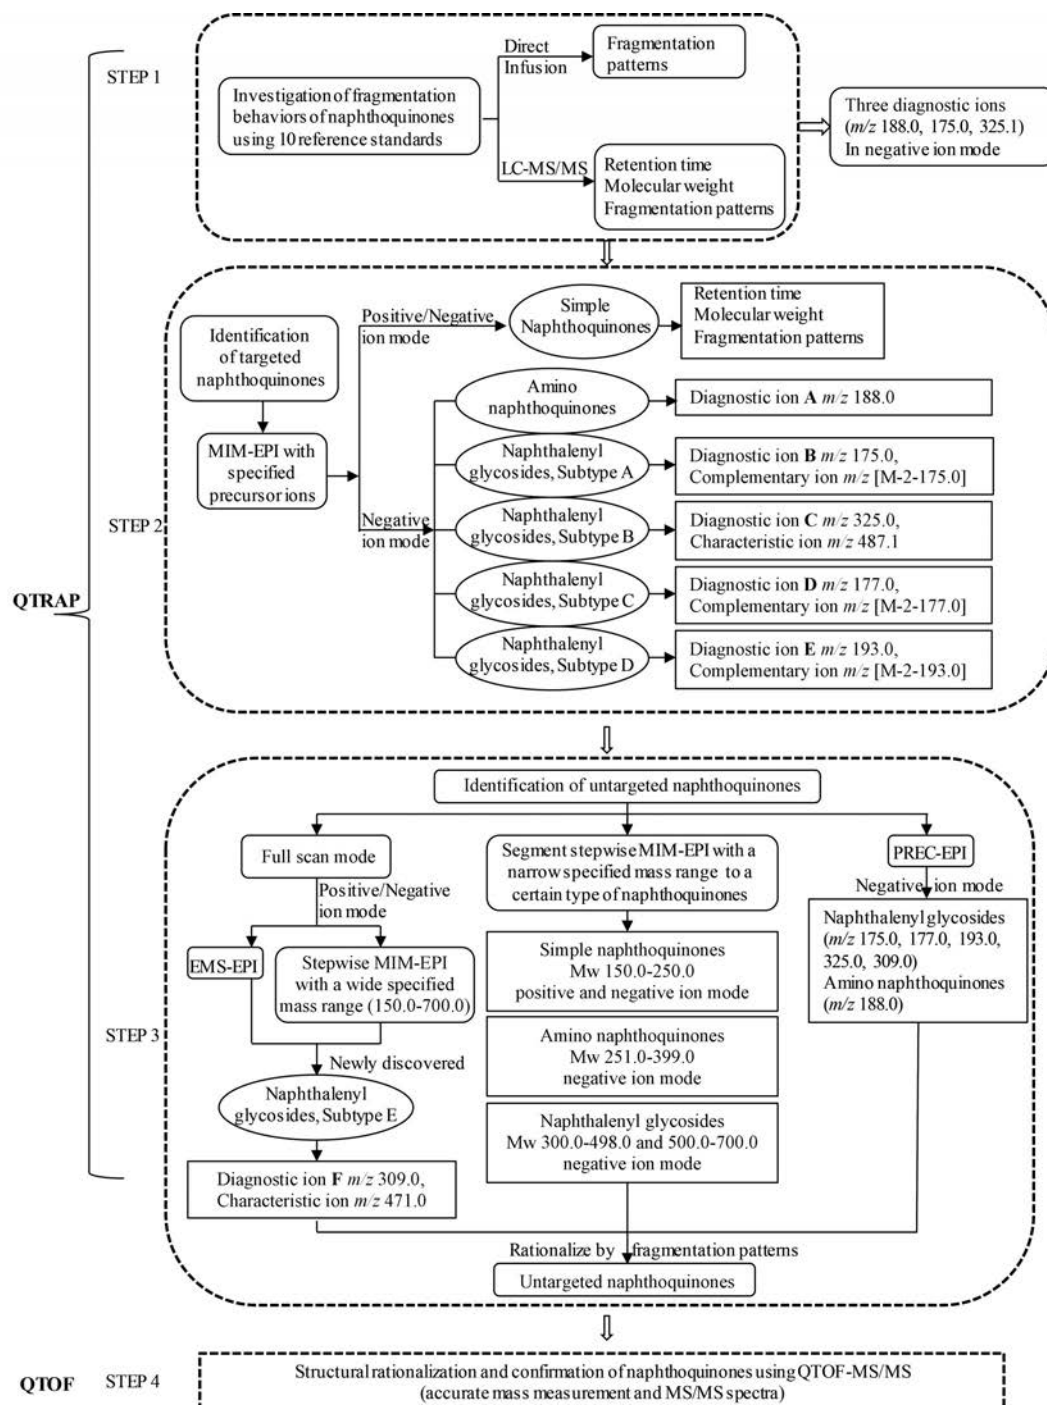 STEP 1
Investigation of fragmentation
behaviors of naphthoquinones
using 10 reference standards
Direct
Infusion
Fragmentation
patterns
LC-MS/MS
Retention time
Molecular weight
Fragmentation patterns
Three diagnostic ions
(m/z 188.0, 175.0, 325.1)
In negative ion mode
QTRAP
STEP 2
Identification
of targeted
naphthoquinones
MIM-EPI with
specified
precursor ions
Positive/Negative
ion mode
Simple
Naphthoquinones
Retention time
Molecular weight
Fragmentation patterns
Negative
ion mode
Amino
naphthoquinones
Diagnostic ion A m/z 188.0
Naphthalenyl
glycosides, Subtype A
Diagnostic ion B m/z 175.0,
Complementary ion m/z [M-2-175.0]
Naphthalenyl
glycosides, Subtype B
Diagnostic ion C m/z 325.0,
Characteristic ion m/z 487.1
Naphthalenyl
glycosides, Subtype C
Diagnostic ion D m/z 177.0,
Complementary ion m/z [M-2-177.0]
Naphthalenyl
glycosides, Subtype D
Diagnostic ion E m/z 193.0,
Complementary ion m/z [M-2-193.0]
STEP 3
Identification of untargeted naphthoquinones
Full scan mode
Positive/Negative
ion mode
EMS-EPI
Stepwise MIM-EPI
with a wide specified
mass range (150.0-700.0)
Newly discovered
Naphthalenyl
glycosides, Subtype E
Diagnostic ion F m/z 309.0,
Characteristic ion m/z 471.0
Segment stepwise MIM-EPI with a
narrow specified mass range to a
certain type of naphthoquinones
Simple naphthoquinones
Mw 150.0-250.0
positive and negative ion mode
Amino naphthoquinones
Mw 251.0-399.0
negative ion mode
Naphthalenyl glycosides
Mw 300.0-498.0 and 500.0-700.0
negative ion mode
PREC-EPI
Negative ion mode
Naphthalenyl glycosides
(m/z 175.0, 177.0, 193.0,
325.0, 309.0)
Amino naphthoquinones
(m/z 188.0)
Rationalize by fragmentation patterns
Untargeted naphthoquinones
QTOF
STEP 4
Structural rationalization and confirmation of naphthoquinones using QTOF-MS/MS
(accurate mass measurement and MS/MS spectra)